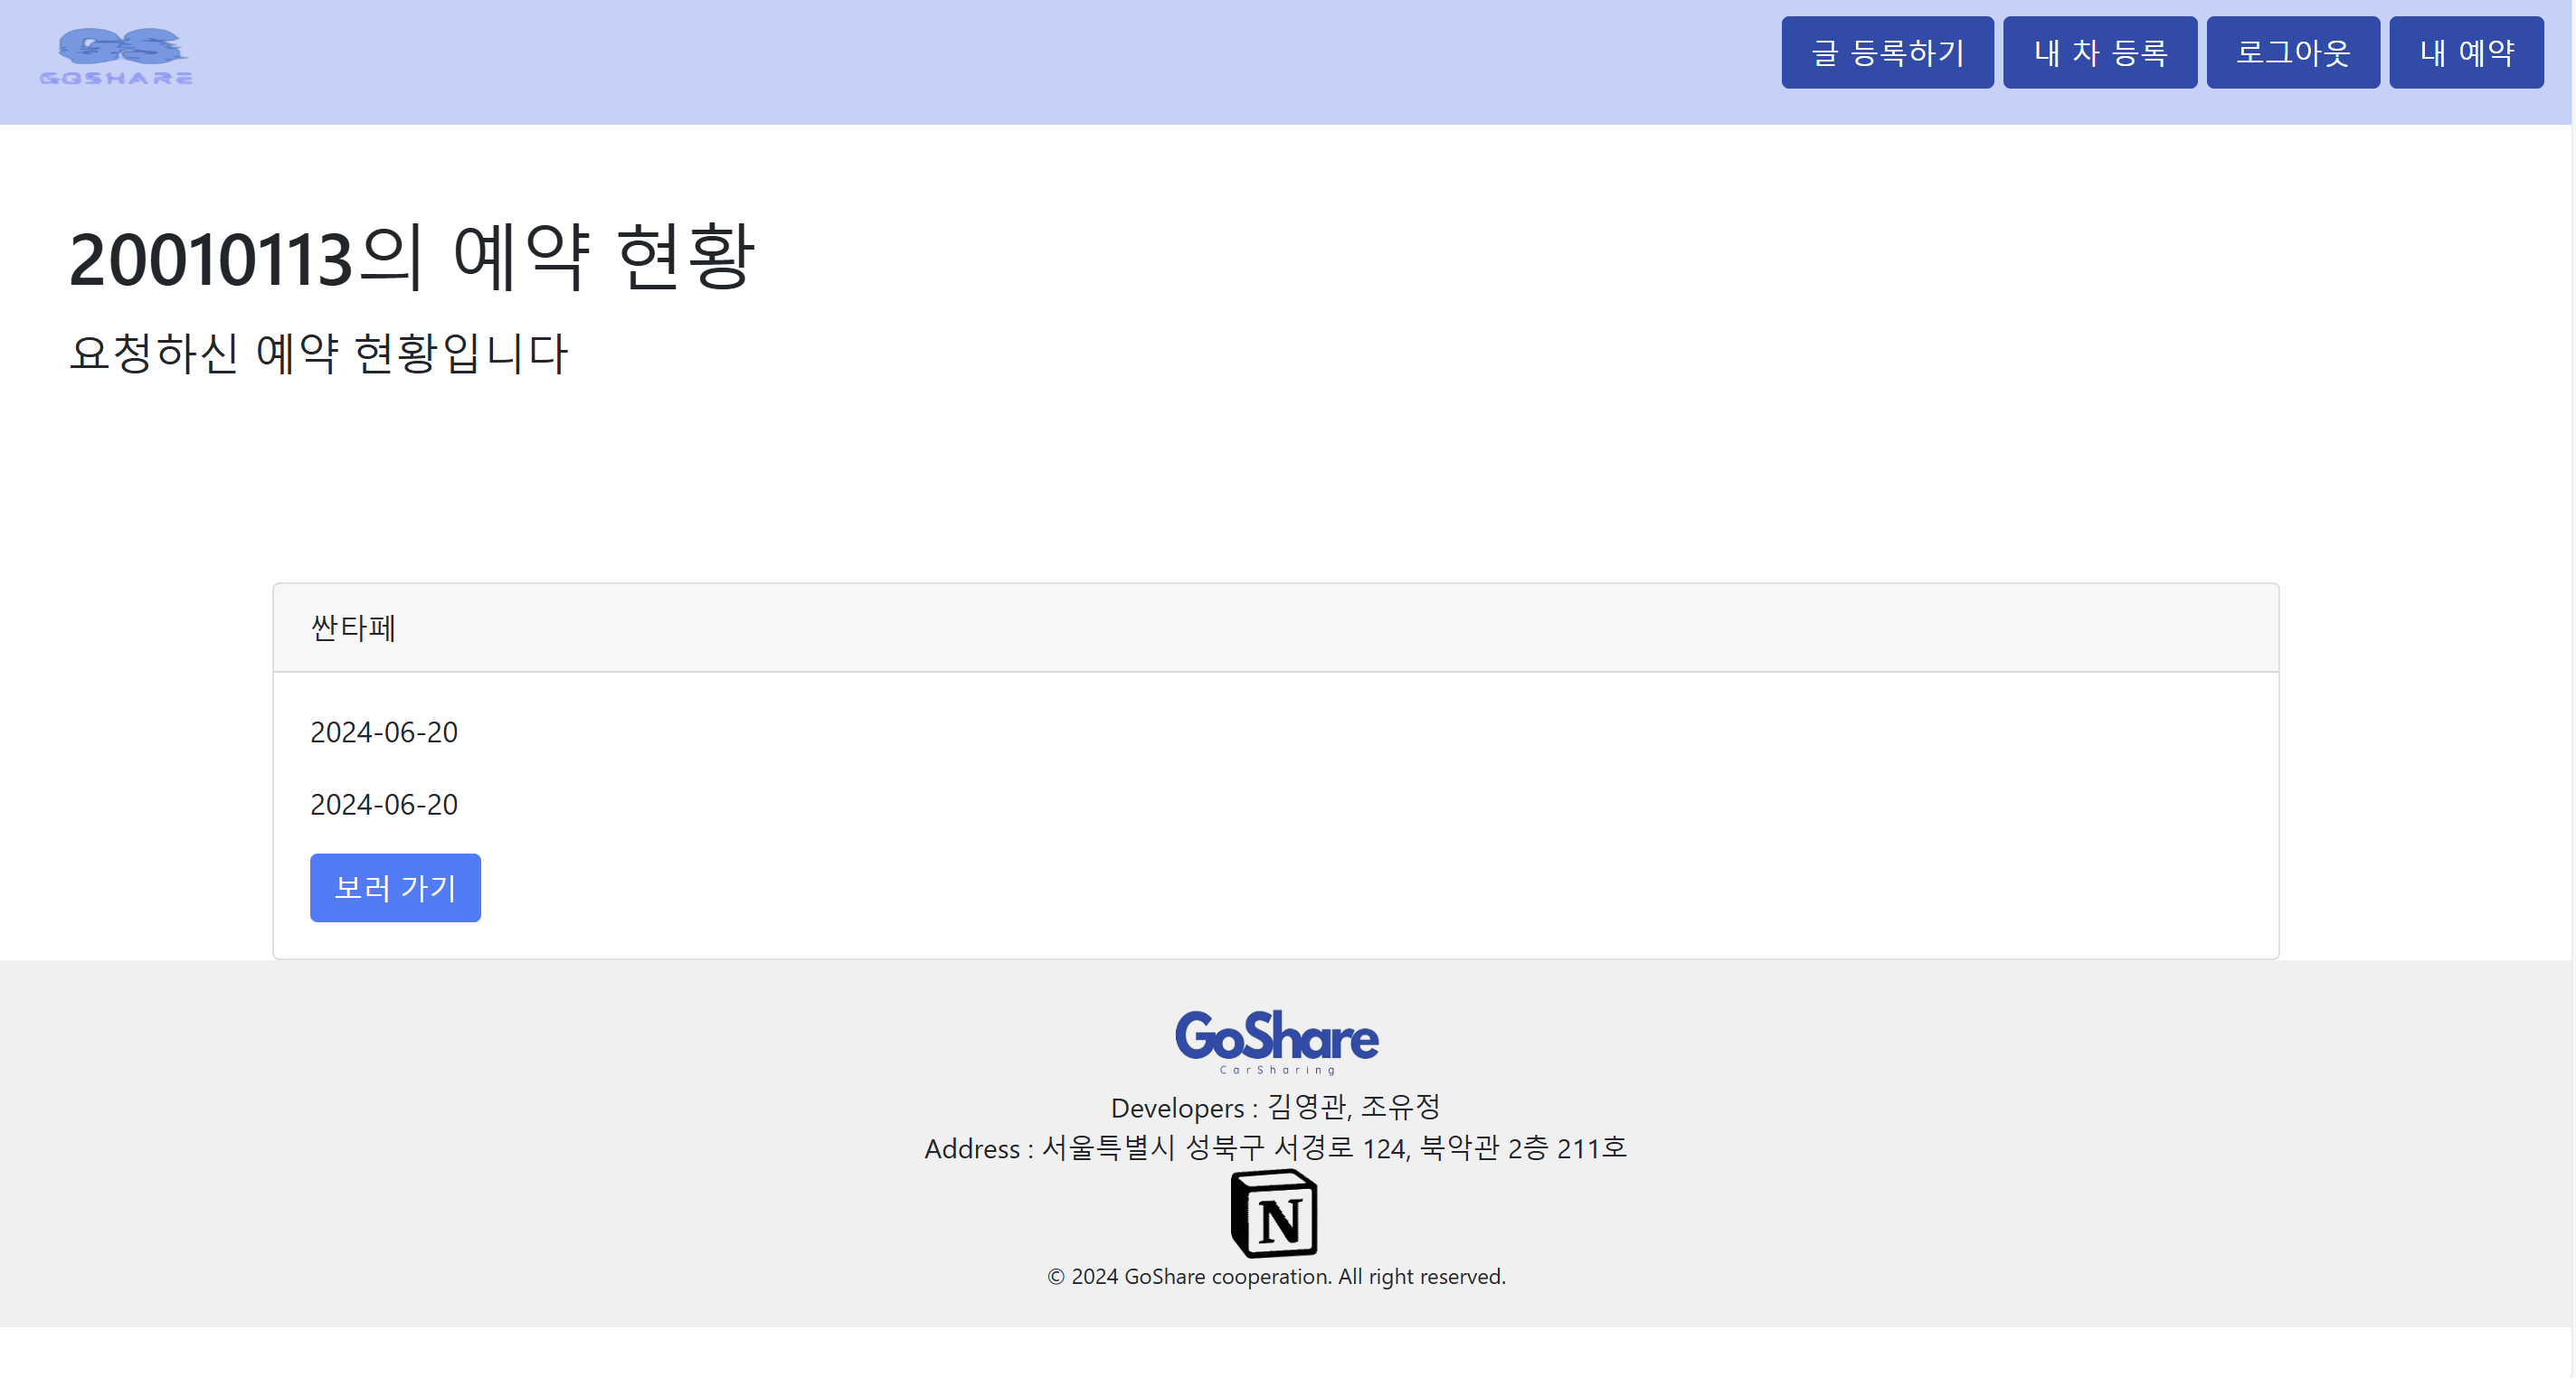 GS
GOSHARE
글 등록하기
내 차 등록
로그아웃
내 예약
20010113의 예약 현황
요청하신 예약 현황입니다
싼타페
2024-06-20
2024-06-20
보러 가기
GoShare
CarSharing
Developers : 김영관, 조유정
Address : 서울특별시 성북구 서경로 124, 북악관 2층 211호
N
© 2024 GoShare cooperation. All right reserved.